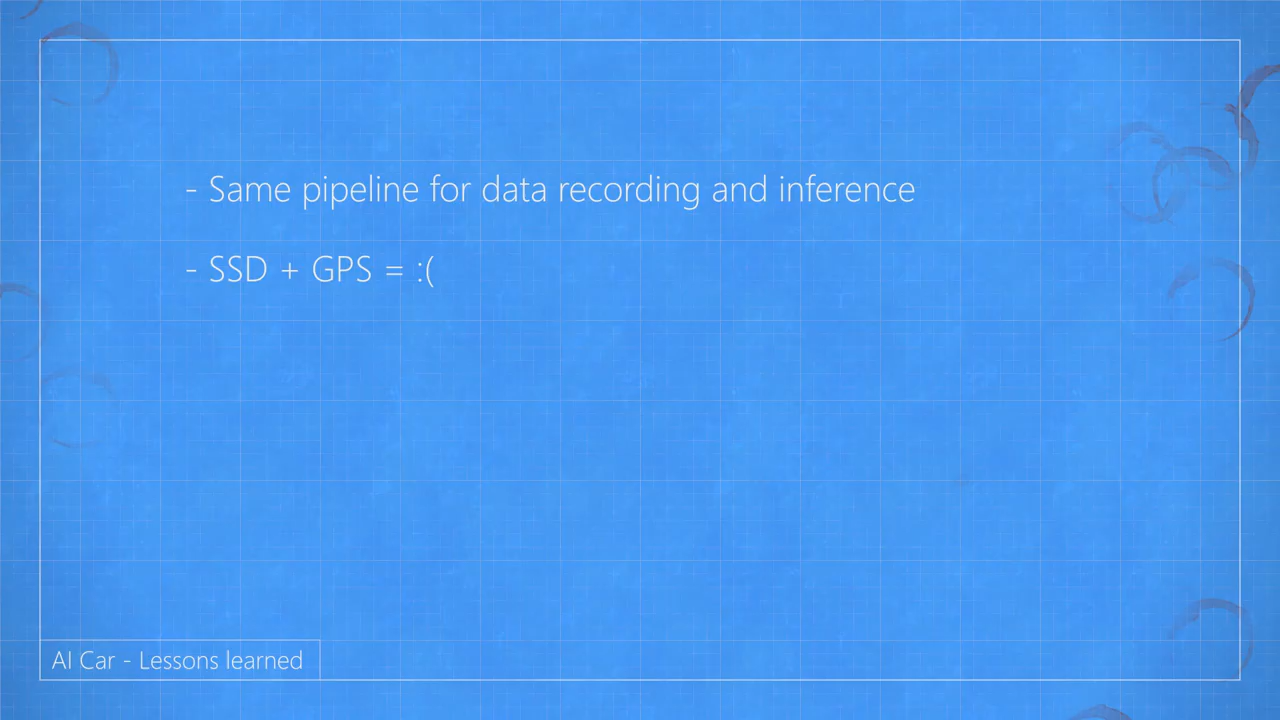 - Same pipeline for data recording and inference
- SSD + GPS = :(
AI Car - Lessons learned